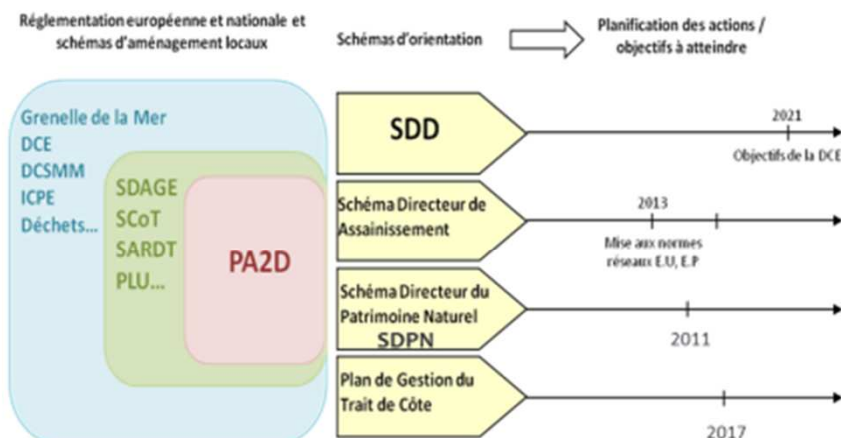 Réglementation européenne et nationale et
schémas d'aménagement locaux
Schémas d'orientation
Planification des actions /
objectifs à atteindre
Grenelle de la Mer
DCE
DCSMM
ICPE
Déchets...
SDAGE
SCoT
SARDT
PLU...
PA2D
SDD
2021
Objectifs de la DCE
Schéma Directeur de
Assainissement
2013
Mise aux normes
réseaux E.U, E.P
Schéma Directeur du
Patrimoine Naturel
SDPN
2011
Plan de Gestion du
Trait de Côte
2017